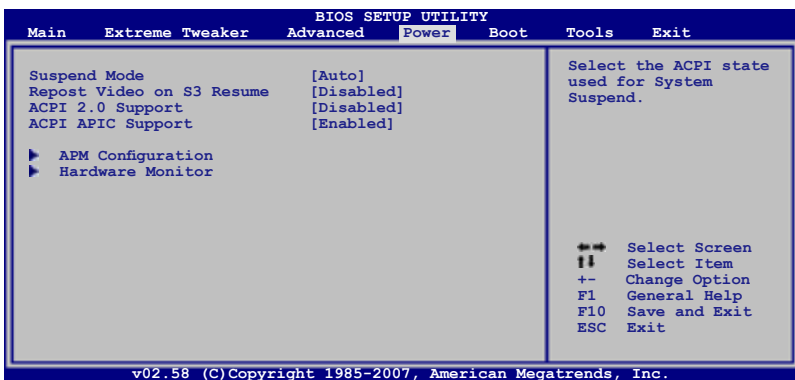 BIOS SETUP UTILITY
Main Extreme Tweaker Advanced Power Boot Tools Exit
Suspend Mode [Auto]
Repost Video on S3 Resume [Disabled]
ACPI 2.0 Support [Disabled]
ACPI APIC Support [Enabled]
APM Configuration
Hardware Monitor
Select the ACPI state
used for System
Suspend.
Select Screen
Select Item
+- Change Option
F1 General Help
F10 Save and Exit
ESC Exit
v02.58 (C)Copyright 1985-2007, American Megatrends, Inc.